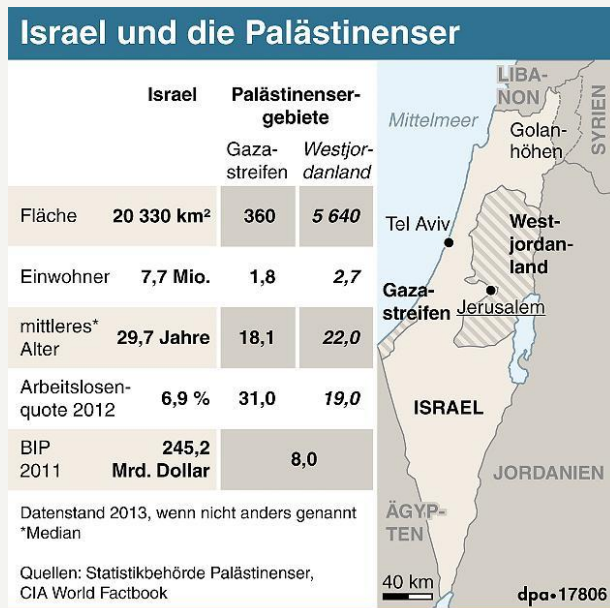 Israel und die Palästinenser
Israel
Palästinenser-
gebiete
Gaza-
streifen
Westjor-
danland
Fläche 20 330 km² 360 5 640
Einwohner 7,7 Mio. 1,8 2,7
mittleres*
Alter 29,7 Jahre 18,1 22,0
Arbeitslosen-
quote 2012 6,9 % 31,0 19,0
BIP
2011
245,2
Mrd. Dollar
8,0
Datenstand 2013, wenn nicht anders genannt
*Median
Quellen: Statistikbehörde Palästinenser,
CIA World Factbook
LIBA-
NON
SYRIEN
Mittelmeer
Golan-
höhen
Tel Aviv
West-
jordan-
land
Gaza-
streifen
Jerusalem
ISRAEL
JORDANIEN
ÄGYP-
TEN
40 km
dpa•17806